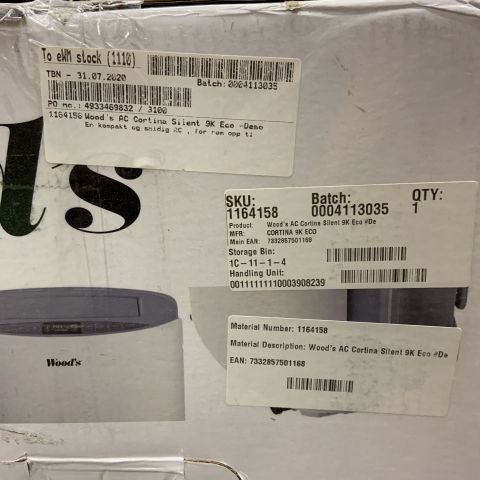 To eWM stock (1110)
TBN - 31.07.2020
Batch: 0004113035
PO no.: 4933469832 / 3100
1164158 Wood's AC Cortina Silent 9K Eco -Demo
En kompakt og smidig AC , for rom opp ti
d's
SKU: Batch: QTY:
1164158 0004113035 1
Product: Wood's AC Cortina Silent 9K Eco #De
MFR: CORTINA 9K ECO
Main EAN: 7332857501168
Storage Bin:
1C-11-1-4
Handling Unit:
00111111110003908239
Material Number: 1164158
Material Description: Wood's AC Cortina Silent 9K Eco #De
EAN: 7332857501168
Wood's